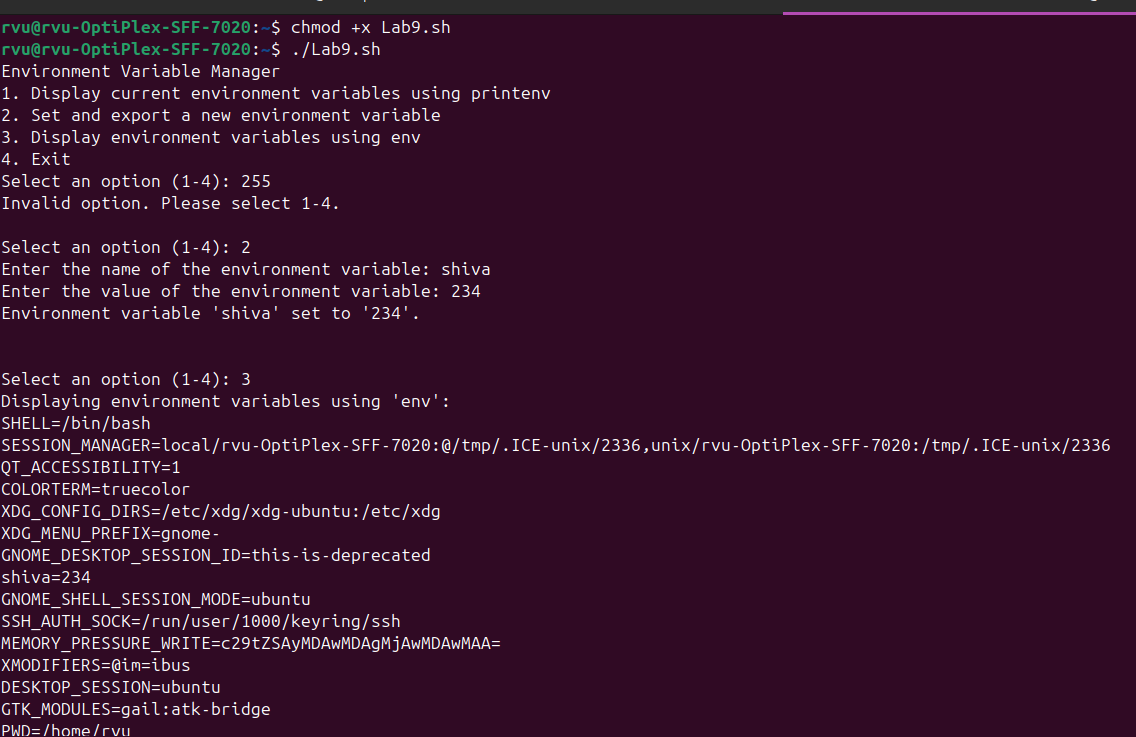 rvu@rvu-OptiPlex-SFF-7020:~$ chmod +x Lab9.sh
rvu@rvu-OptiPlex-SFF-7020:~$ ./Lab9.sh
Environment Variable Manager
1. Display current environment variables using printenv
2. Set and export a new environment variable
3. Display environment variables using env
4. Exit
Select an option (1-4): 255
Invalid option. Please select 1-4.
Select an option (1-4): 2
Enter the name of the environment variable: shiva
Enter the value of the environment variable: 234
Environment variable 'shiva' set to '234'.
Select an option (1-4): 3
Displaying environment variables using 'env':
SHELL=/bin/bash
SESSION_MANAGER=local/rvu-OptiPlex-SFF-7020:@/tmp/.ICE-unix/2336,unix/rvu-OptiPlex-SFF-7020:/tmp/.ICE-unix/2336
QT_ACCESSIBILITY=1
COLORTERM=truecolor
XDG_CONFIG_DIRS=/etc/xdg/xdg-ubuntu:/etc/xdg
XDG_MENU_PREFIX=gnome-
GNOME_DESKTOP_SESSION_ID=this-is-deprecated
shiva=234
GNOME_SHELL_SESSION_MODE=ubuntu
SSH_AUTH_SOCK=/run/user/1000/keyring/ssh
MEMORY_PRESSURE_WRITE=c29tZSAyMDAwMDAgMjAwMDAwMAA=
XMODIFIERS=@im=ibus
DESKTOP_SESSION=ubuntu
GTK_MODULES=gail:atk-bridge
PWD=/home/rvu